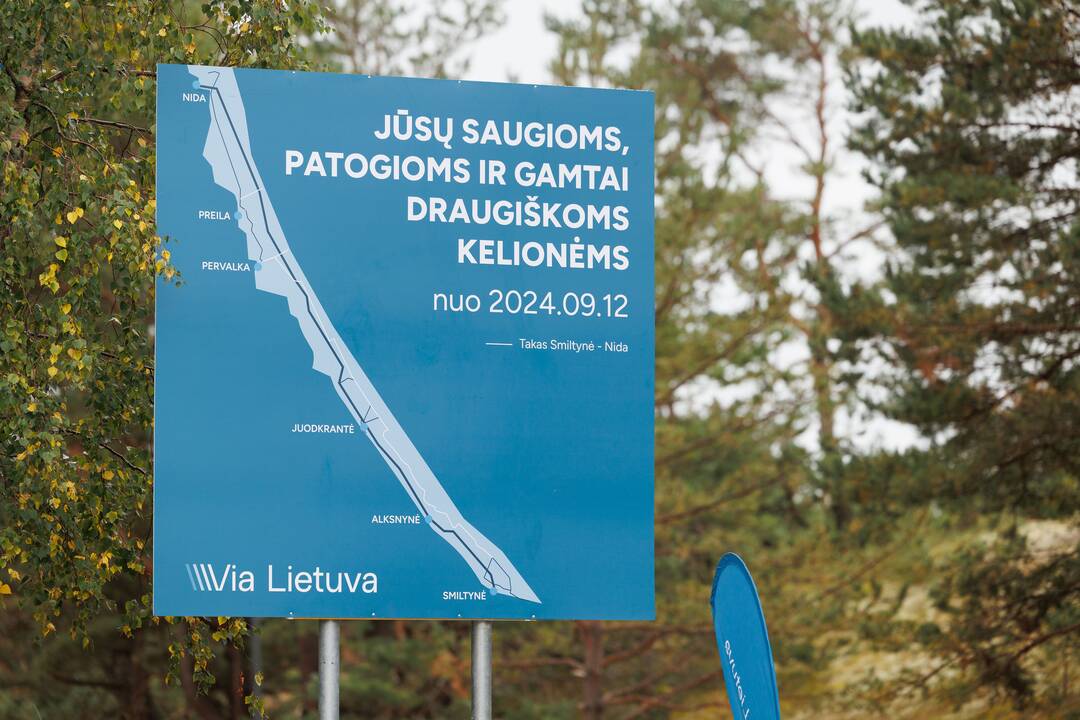 JŪSŲ SAUGIOMS,
PATOGIOMS IR GAMTAI
DRAUGIŠKOMS
KELIONĖMS
nuo 2024.09.12
Takas Smiltynė - Nida
NIDA
PREILA
PERVALKA
JUODKRANTĖ
ALKSNYNĖ
SMILTYNĖ
Via Lietuva